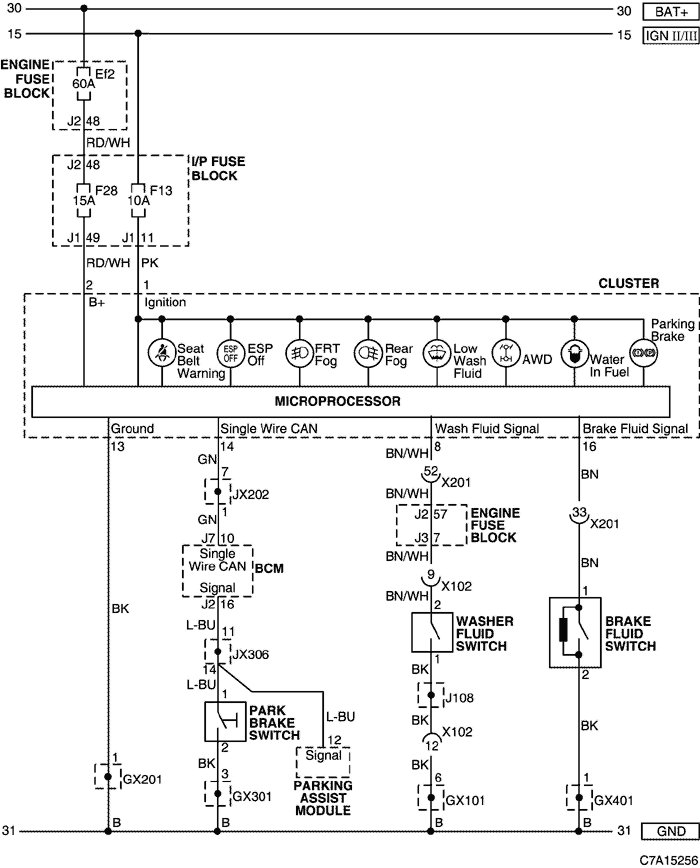 30 30 BAT+
15 15 IGN II/III
ENGINE
FUSE
BLOCK
Ef2
60A
J2 48
RD/WH
J2 48
I/P FUSE
BLOCK
F28 F13
15A 10A
J1 49 J1 11
RD/WH PK
2 1
CLUSTER
B+ Ignition
Seat
Belt
Warning
ESP
OFF
ESP
Off
FRT
Fog
Rear
Fog
Low
Wash
Fluid
AWD
Water
In Fuel
Parking
Brake
MICROPROCESSOR
Ground Single Wire CAN Wash Fluid Signal Brake Fluid Signal
13 14 8 16
GN
7
JX202
1
GN
J7 10
Single
Wire CAN
BCM
Signal
J2 16
L-BU
11
JX306
14
L-BU
1
PARK
BRAKE
SWITCH
2
BK
3
GX301
B
L-BU
12
Signal
PARKING
ASSIST
MODULE
BK
1
GX201
B
BN/WH
52
X201
BN/WH
J2 57
ENGINE
FUSE
BLOCK
J3 7
BN/WH
9
X102
BN/WH
2
WASHER
FLUID
SWITCH
1
BK
J108
BK
X102
12
BK
6
GX101
B
BN
33
X201
BN
1
BRAKE
FLUID
SWITCH
2
BK
1
GX401
B
31 31 GND
C7A15256